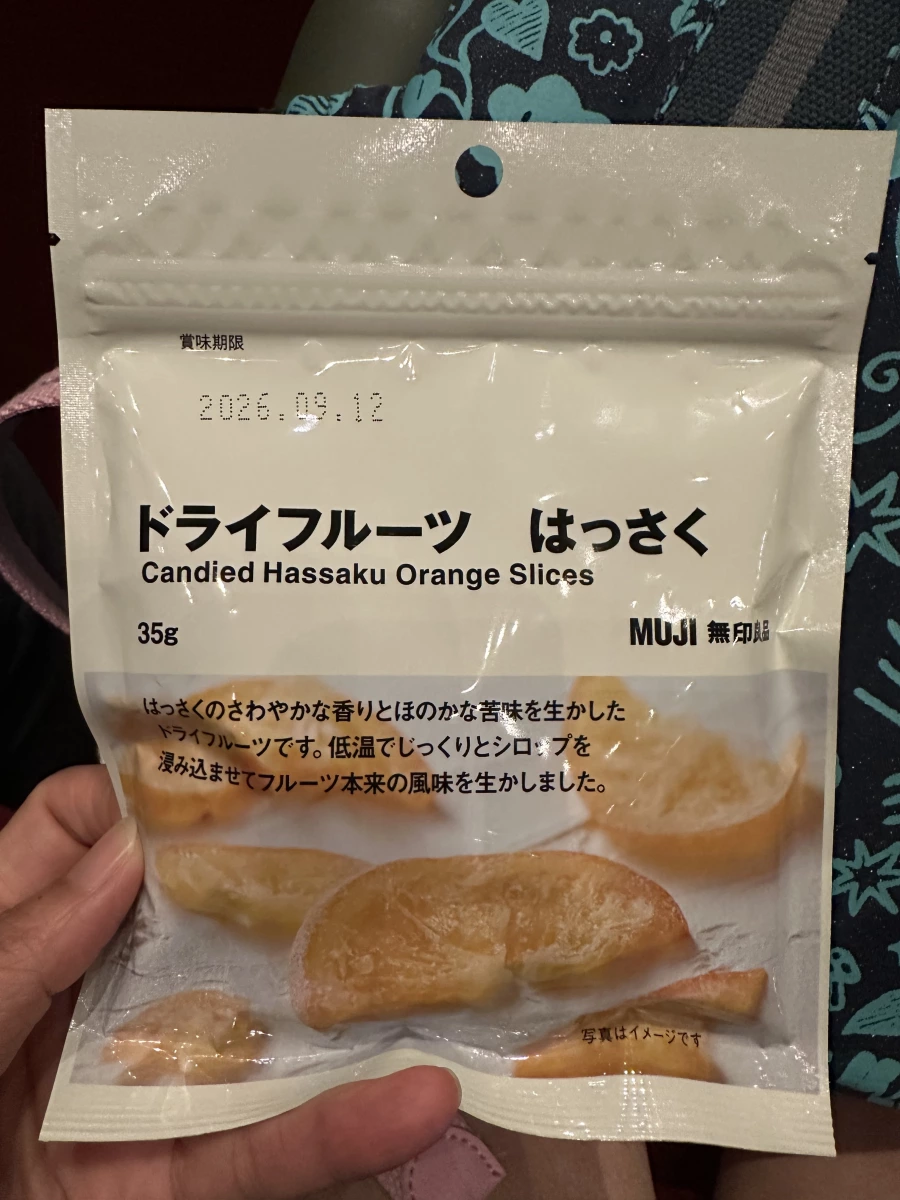 賞味期限
2026.09.12
ドライフルーツ はっさく
Candied Hassaku Orange Slices
35g
MUJI 無印良品
はっさくのさわやかな香りとほのかな苦味を生かした
ドライフルーツです。低温でじっくりとシロップを
浸み込ませてフルーツ本来の風味を生かしました。
写真はイメージです